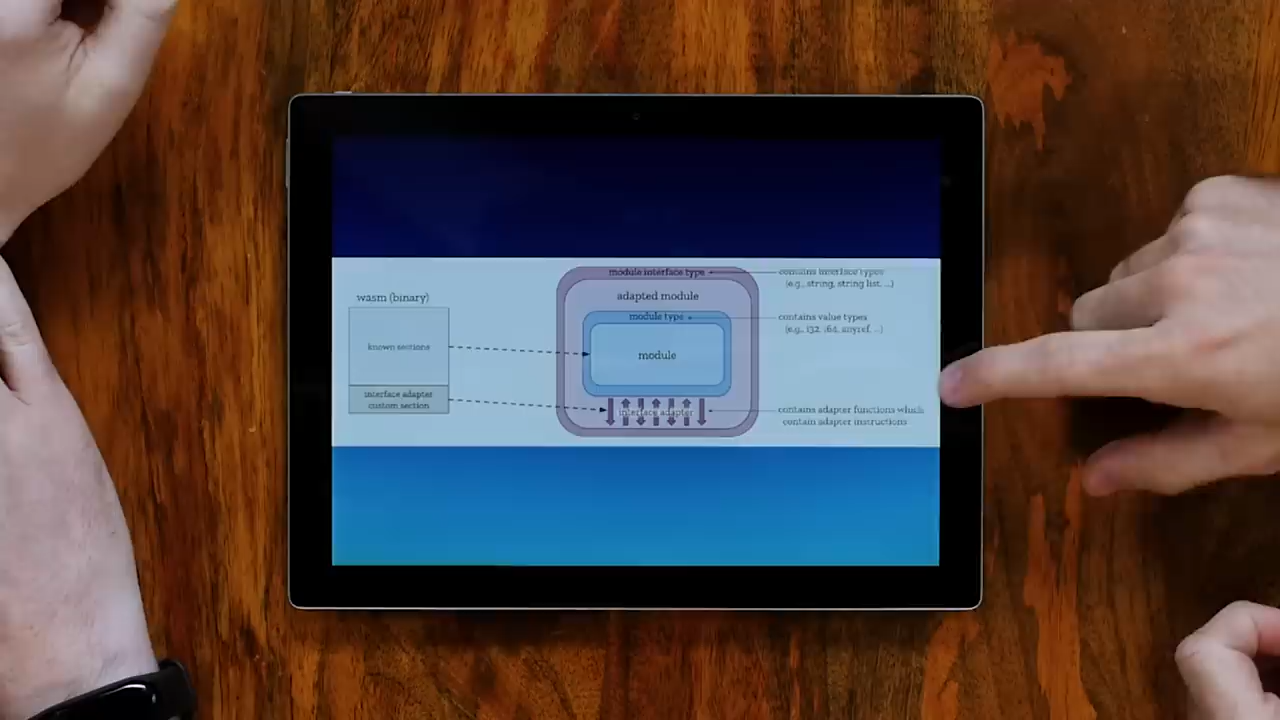 module interface type
contains interface types
(e.g., string, string list, ...)
wasm (binary)
adapted module
module type
contains value types
(e.g., i32, i64, anyref, ...)
known sections
module
interface adapter
custom section
interface adapter
contains adapter functions which
contain adapter instructions